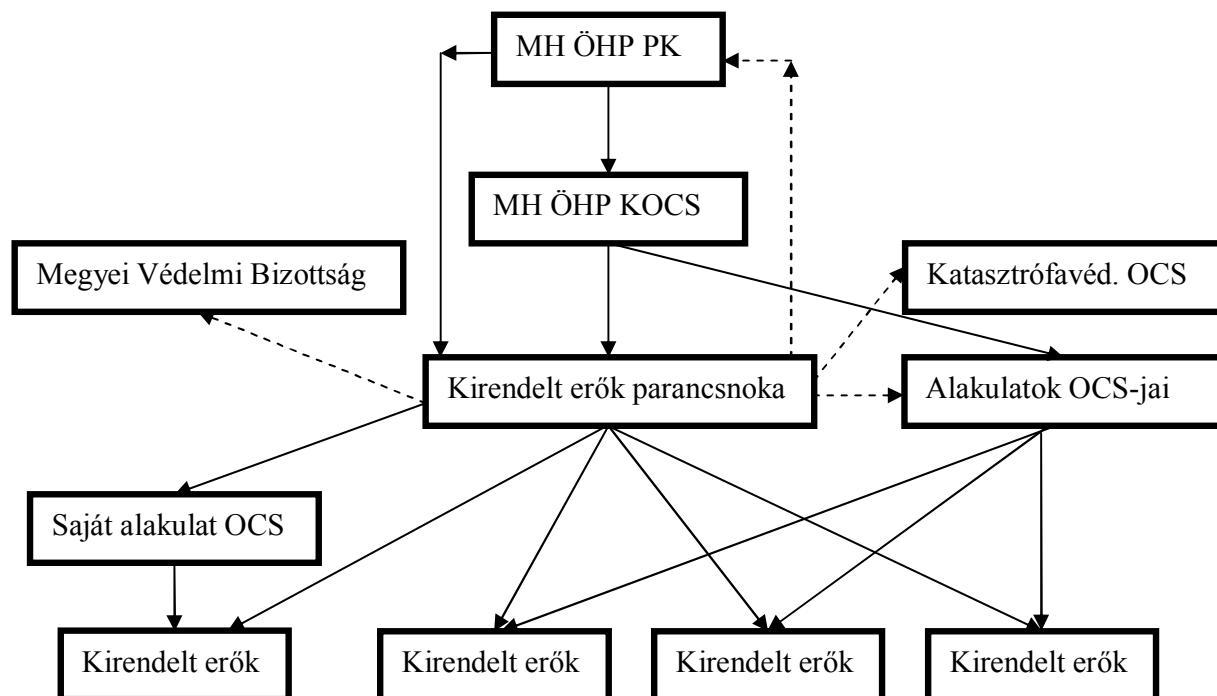 MH ÖHP PK
MH ÖHP KOCS
Megyei Védelmi Bizottság
Katasztrófavéd. OCS
Kirendelt erők parancsnoka
Alakulatok OCS-jai
Saját alakulat OCS
Kirendelt erők
Kirendelt erők
Kirendelt erők
Kirendelt erők